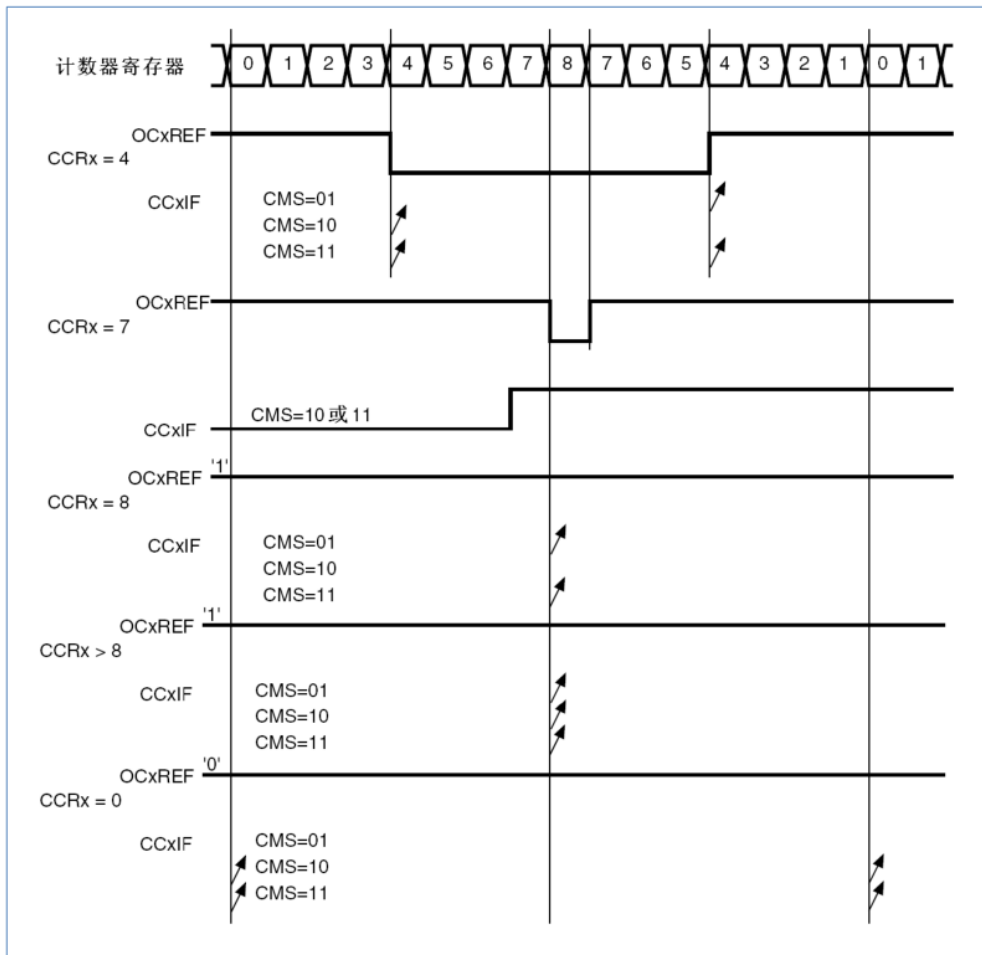 计数器寄存器 0 1 2 3 4 5 6 7 8 7 6 5 4 3 2 1 0 1
OCxREF
CCRx = 4
CCxIF
CMS=01
CMS=10
CMS=11
OCxREF
CCRx = 7
CMS=10 或 11
CCxIF
'1'
OCxREF
CCRx = 8
CCxIF
CMS=01
CMS=10
CMS=11
'1'
OCxREF
CCRx > 8
CCxIF
CMS=01
CMS=10
CMS=11
'0'
OCxREF
CCRx = 0
CCxIF
CMS=01
CMS=10
CMS=11